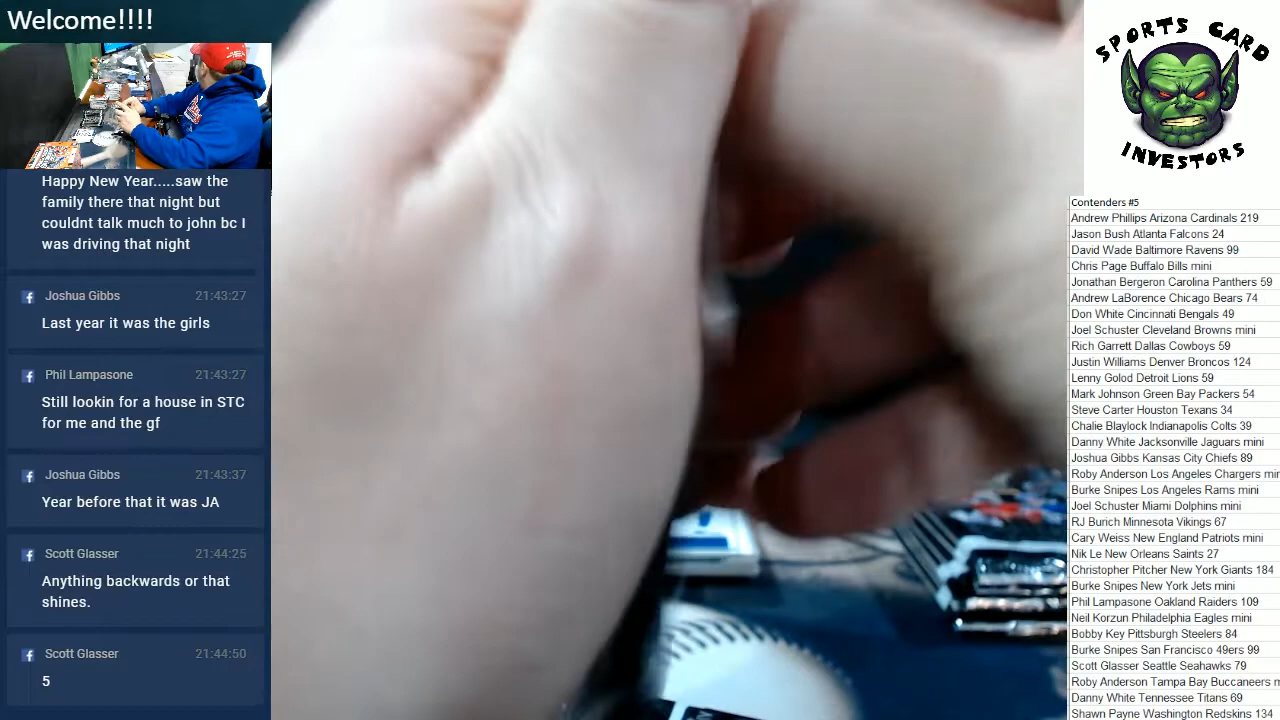 Welcome!!!!
Happy New Year.....saw the
family there that night but
couldnt talk much to john bc I
was driving that night
Joshua Gibbs 21:43:27
Last year it was the girls
Phil Lampasone 21:43:27
Still lookin for a house in STC
for me and the gf
Joshua Gibbs 21:43:37
Year before that it was JA
Scott Glasser 21:44:25
Anything backwards or that
shines.
Scott Glasser 21:44:50
5
SPORTS CARD
INVESTORS
Contenders #5
Andrew Phillips Arizona Cardinals 219
Jason Bush Atlanta Falcons 24
David Wade Baltimore Ravens 99
Chris Page Buffalo Bills mini
Jonathan Bergeron Carolina Panthers 59
Andrew LaBorence Chicago Bears 74
Don White Cincinnati Bengals 49
Joel Schuster Cleveland Browns mini
Rich Garrett Dallas Cowboys 59
Justin Williams Denver Broncos 124
Lenny Golod Detroit Lions 59
Mark Johnson Green Bay Packers 54
Steve Carter Houston Texans 34
Chalie Blaylock Indianapolis Colts 39
Danny White Jacksonville Jaguars mini
Joshua Gibbs Kansas City Chiefs 89
Roby Anderson Los Angeles Chargers mi
Burke Snipes Los Angeles Rams mini
Joel Schuster Miami Dolphins mini
RJ Burich Minnesota Vikings 67
Cary Weiss New England Patriots mini
Nik Le New Orleans Saints 27
Christopher Pitcher New York Giants 184
Burke Snipes New York Jets mini
Phil Lampasone Oakland Raiders 109
Neil Korzun Philadelphia Eagles mini
Bobby Key Pittsburgh Steelers 84
Burke Snipes San Francisco 49ers 99
Scott Glasser Seattle Seahawks 79
Roby Anderson Tampa Bay Buccaneers m
Danny White Tennessee Titans 69
Shawn Payne Washington Redskins 134